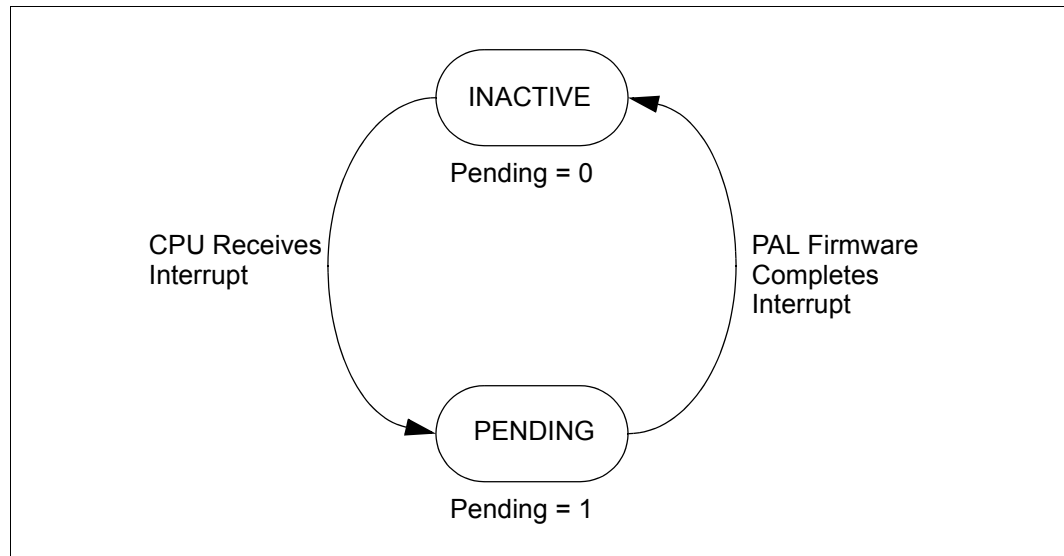 INACTIVE
Pending = 0
CPU Receives
Interrupt
PAL Firmware
Completes
Interrupt
PENDING
Pending = 1